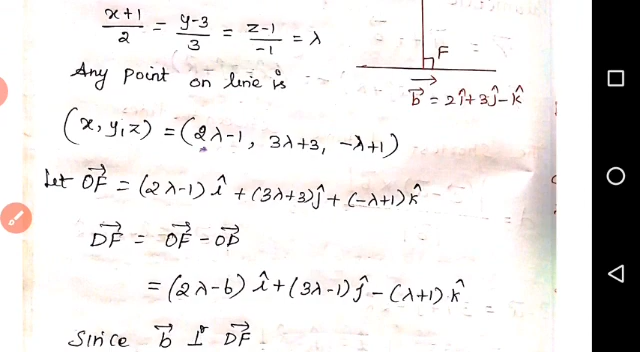 (x+1)/2 = (y-3)/3 = (z-1)/-1 = λ
F
Any point on line is
b⃗ = 2î+3ĵ-k̂
(x, y, z) = (2λ-1, 3λ+3, -λ+1)
Let OF⃗ = (2λ-1) î + (3λ+3)ĵ + (-λ+1) k̂
DF⃗ = OF⃗ - OD⃗
= (2λ-6) î + (3λ-1) ĵ - (λ+1) k̂
Since b⃗ ⊥r DF⃗